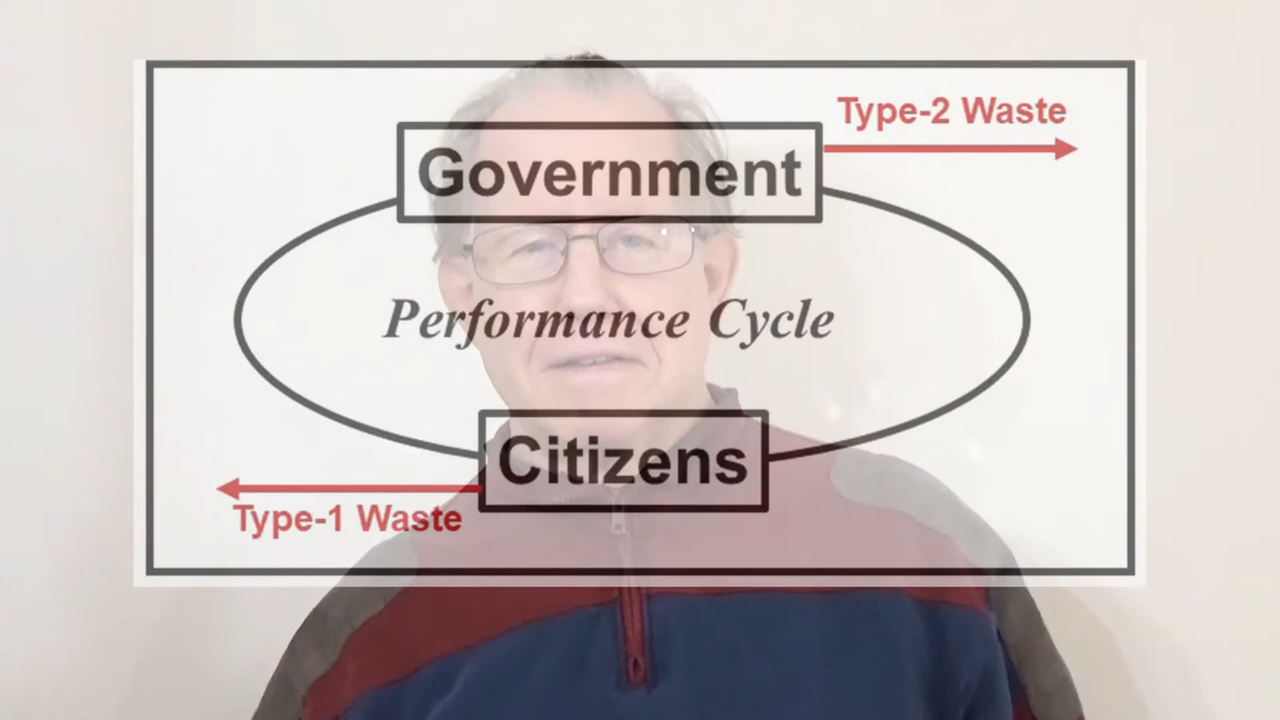 Type-2 Waste
Government
Performance Cycle
Citizens
Type-1 Waste